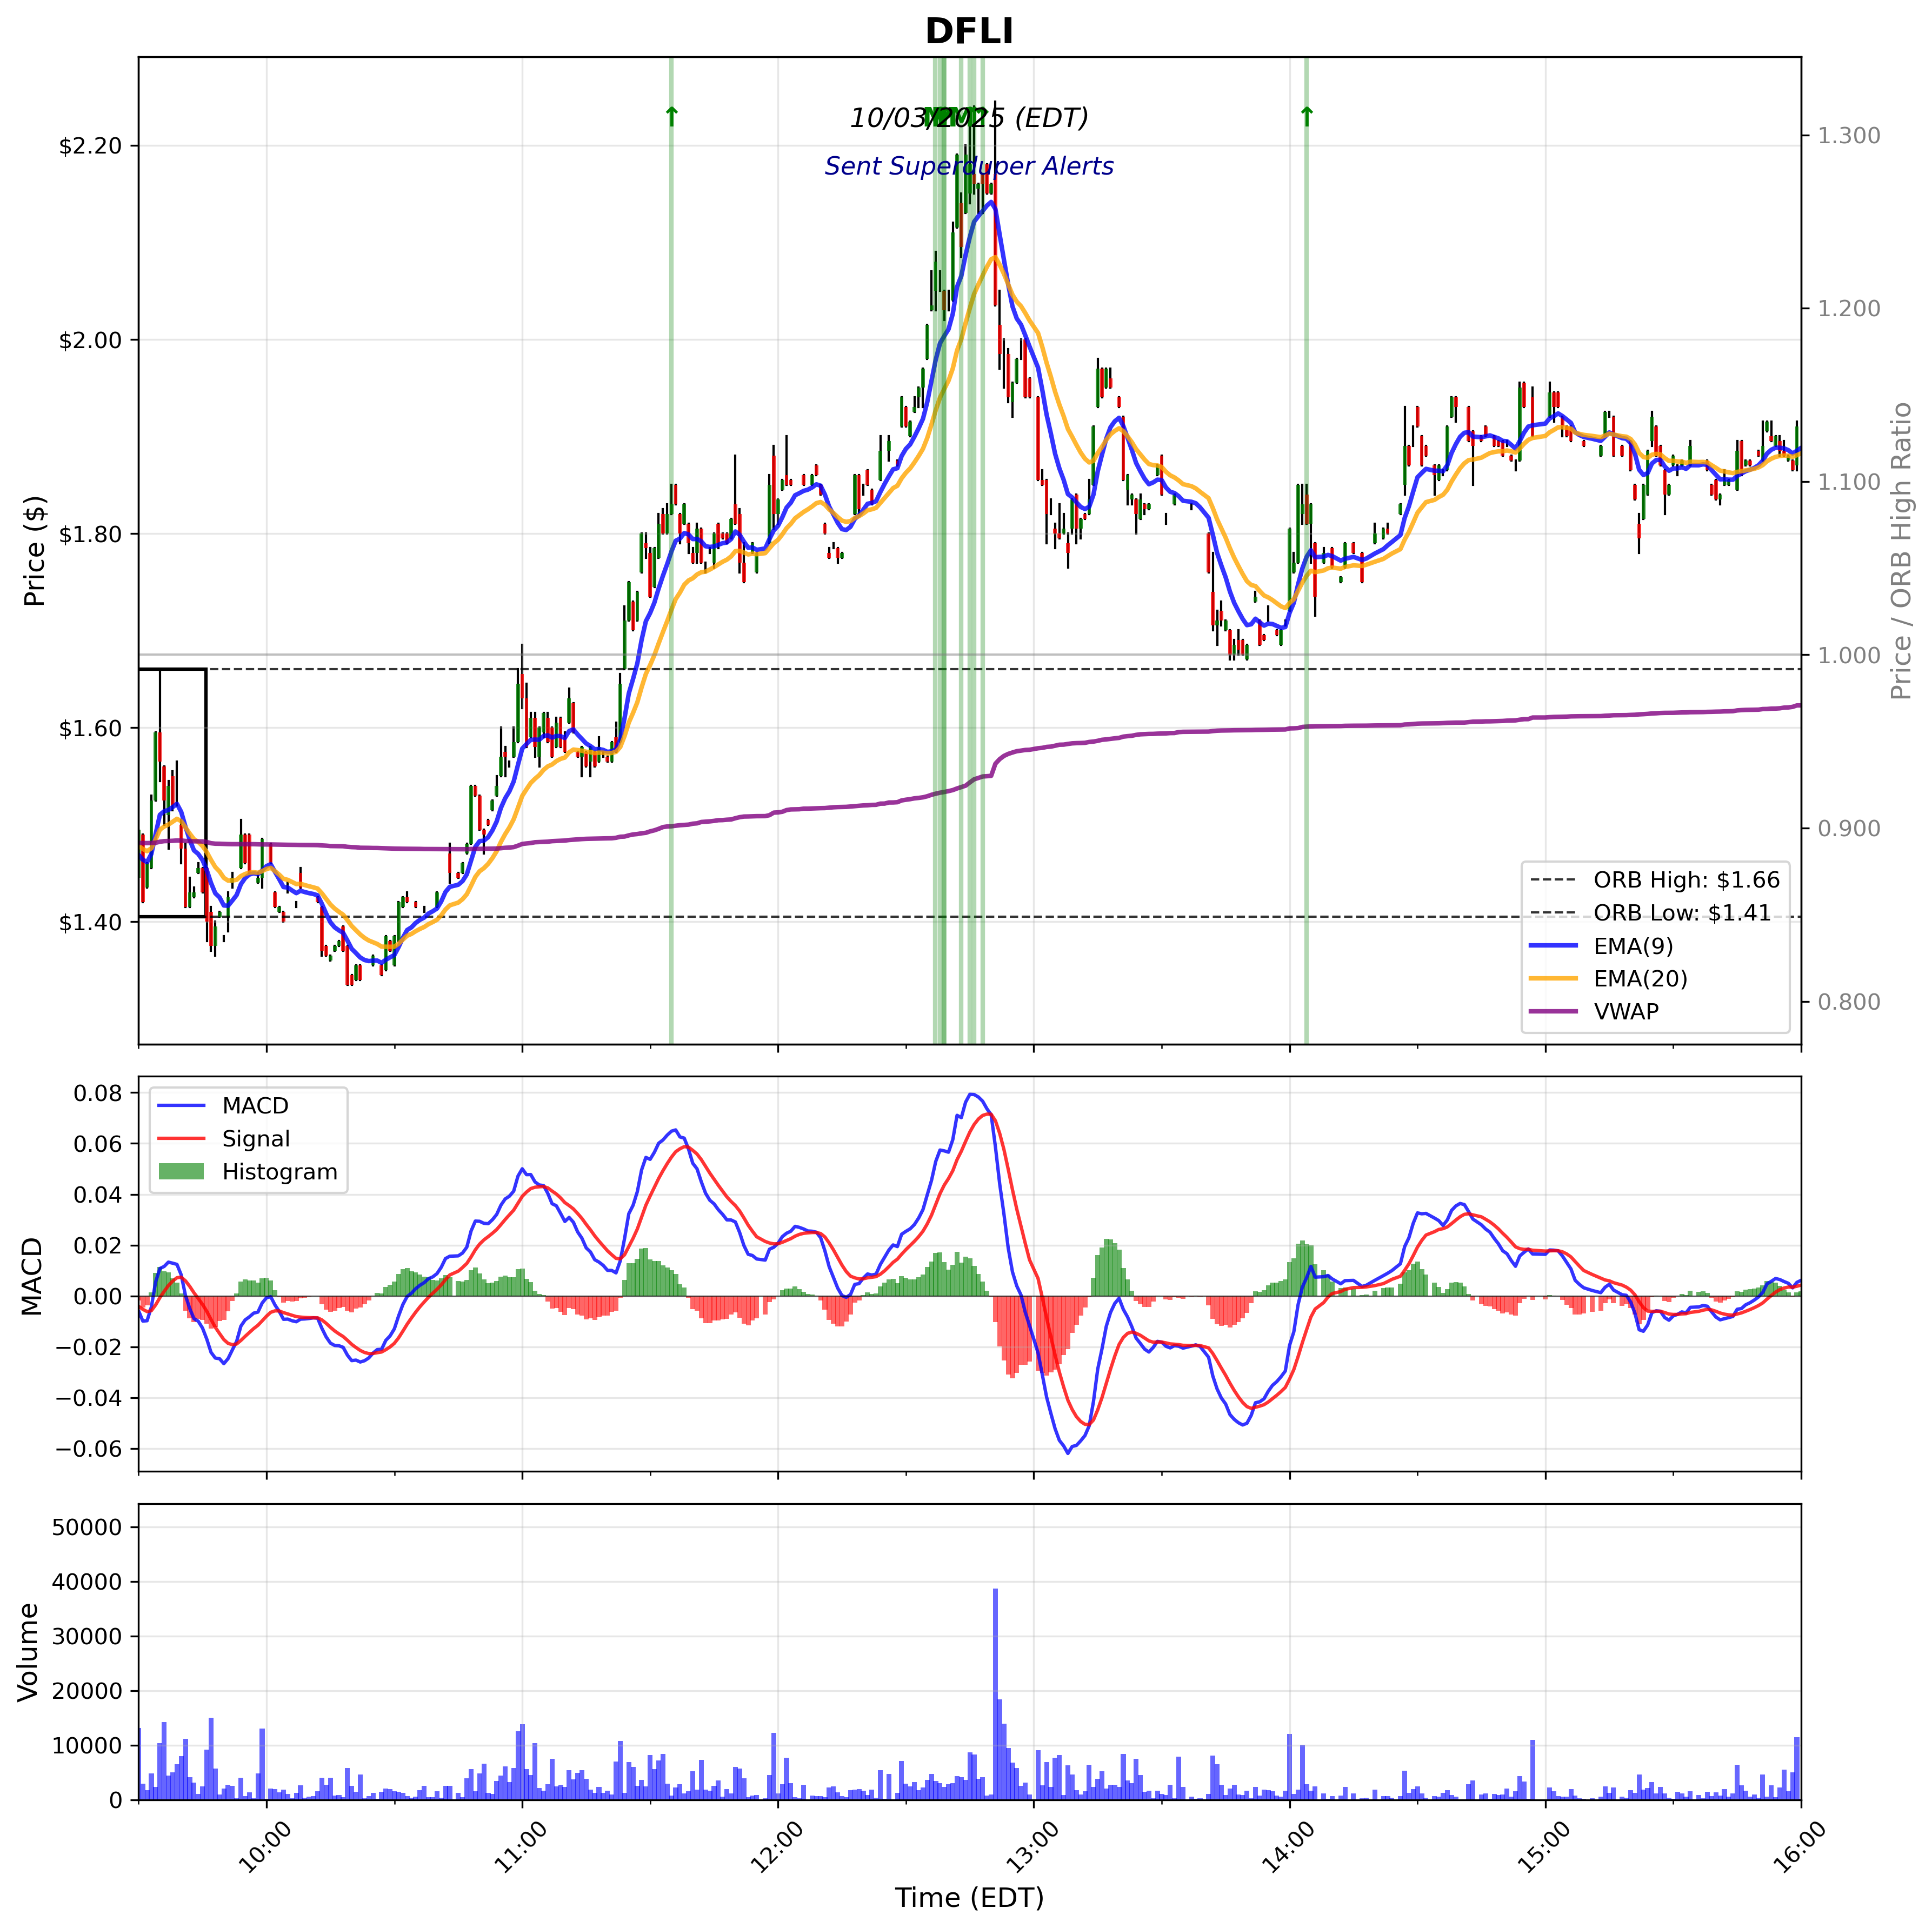 DFLI
10/03/2025 (EDT)
Sent Superduper Alerts
↑
↑
Price ($)
$2.20
$2.00
$1.80
$1.60
$1.40
1.300
1.200
1.100
1.000
0.900
0.800
Price / ORB High Ratio
ORB High: $1.66
ORB Low: $1.41
EMA(9)
EMA(20)
VWAP
MACD
0.08
0.06
0.04
0.02
0.00
−0.02
−0.04
−0.06
MACD
Signal
Histogram
Volume
50000
40000
30000
20000
10000
0
10:00
11:00
12:00
13:00
14:00
15:00
16:00
Time (EDT)